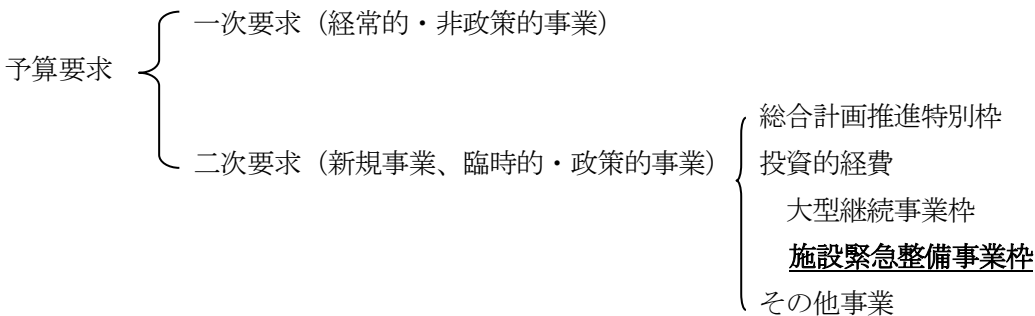 一次要求（経常的・非政策的事業）
予算要求
二次要求（新規事業、臨時的・政策的事業）
総合計画推進特別枠
投資的経費
大型継続事業枠
施設緊急整備事業枠
その他事業